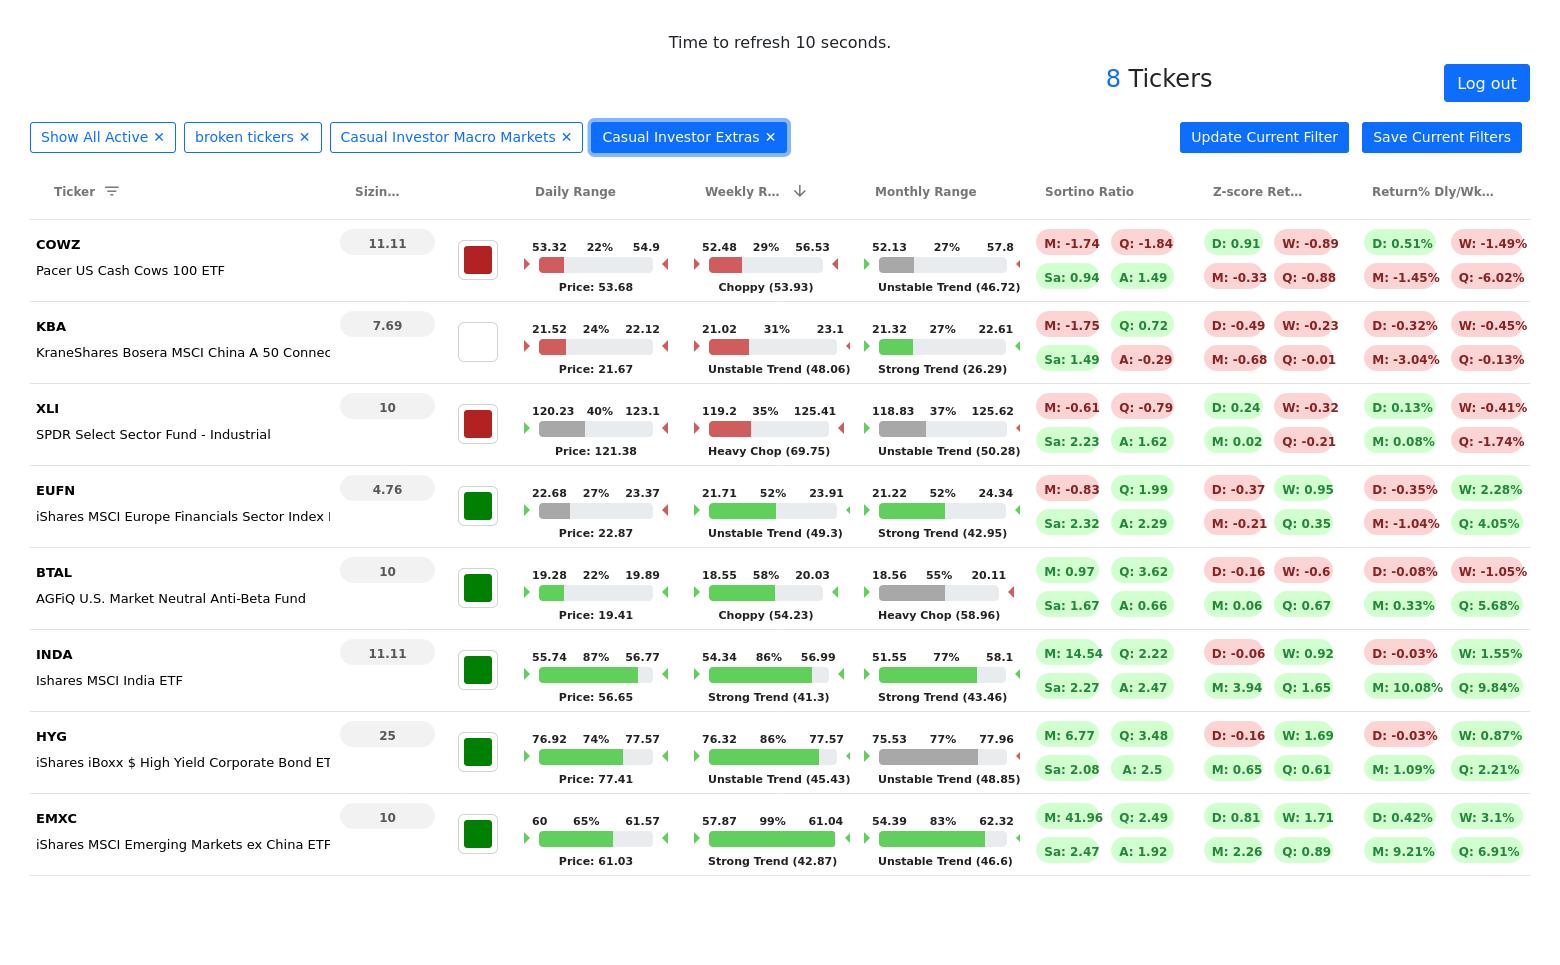 Time to refresh 10 seconds.
8 Tickers
Log out
Show All Active ✕ broken tickers ✕ Casual Investor Macro Markets ✕ Casual Investor Extras ✕ Update Current Filter Save Current Filters
Ticker Sizin... Daily Range Weekly R... Monthly Range Sortino Ratio Z-score Ret... Return% Dly/Wk...
COWZ 11.11 53.32 22% 54.9 52.48 29% 56.53 52.13 27% 57.8 M: -1.74 Q: -1.84 D: 0.91 W: -0.89 D: 0.51% W: -1.49%
Pacer US Cash Cows 100 ETF Sa: 0.94 A: 1.49 M: -0.33 Q: -0.88 M: -1.45% Q: -6.02%
Price: 53.68 Choppy (53.93) Unstable Trend (46.72)
KBA 7.69 21.52 24% 22.12 21.02 31% 23.1 21.32 27% 22.61 M: -1.75 Q: 0.72 D: -0.49 W: -0.23 D: -0.32% W: -0.45%
KraneShares Bosera MSCI China A 50 Connec Sa: 1.49 A: -0.29 M: -0.68 Q: -0.01 M: -3.04% Q: -0.13%
Price: 21.67 Unstable Trend (48.06) Strong Trend (26.29)
XLI 10 120.23 40% 123.1 119.2 35% 125.41 118.83 37% 125.62 M: -0.61 Q: -0.79 D: 0.24 W: -0.32 D: 0.13% W: -0.41%
SPDR Select Sector Fund - Industrial Sa: 2.23 A: 1.62 M: 0.02 Q: -0.21 M: 0.08% Q: -1.74%
Price: 121.38 Heavy Chop (69.75) Unstable Trend (50.28)
EUFN 4.76 22.68 27% 23.37 21.71 52% 23.91 21.22 52% 24.34 M: -0.83 Q: 1.99 D: -0.37 W: 0.95 D: -0.35% W: 2.28%
iShares MSCI Europe Financials Sector Index Sa: 2.32 A: 2.29 M: -0.21 Q: 0.35 M: -1.04% Q: 4.05%
Price: 22.87 Unstable Trend (49.3) Strong Trend (42.95)
BTAL 10 19.28 22% 19.89 18.55 58% 20.03 18.56 55% 20.11 M: 0.97 Q: 3.62 D: -0.16 W: -0.6 D: -0.08% W: -1.05%
AGFiQ U.S. Market Neutral Anti-Beta Fund Sa: 1.67 A: 0.66 M: 0.06 Q: 0.67 M: 0.33% Q: 5.68%
Price: 19.41 Choppy (54.23) Heavy Chop (58.96)
INDA 11.11 55.74 87% 56.77 54.34 86% 56.99 51.55 77% 58.1 M: 14.54 Q: 2.22 D: -0.06 W: 0.92 D: -0.03% W: 1.55%
Ishares MSCI India ETF Sa: 2.27 A: 2.47 M: 3.94 Q: 1.65 M: 10.08% Q: 9.84%
Price: 56.65 Strong Trend (41.3) Strong Trend (43.46)
HYG 25 76.92 74% 77.57 76.32 86% 77.57 75.53 77% 77.96 M: 6.77 Q: 3.48 D: -0.16 W: 1.69 D: -0.03% W: 0.87%
iShares iBoxx $ High Yield Corporate Bond ET Sa: 2.08 A: 2.5 M: 0.65 Q: 0.61 M: 1.09% Q: 2.21%
Price: 77.41 Unstable Trend (45.43) Unstable Trend (48.85)
EMXC 10 60 65% 61.57 57.87 99% 61.04 54.39 83% 62.32 M: 41.96 Q: 2.49 D: 0.81 W: 1.71 D: 0.42% W: 3.1%
iShares MSCI Emerging Markets ex China ETF Sa: 2.47 A: 1.92 M: 2.26 Q: 0.89 M: 9.21% Q: 6.91%
Price: 61.03 Strong Trend (42.87) Unstable Trend (46.6)